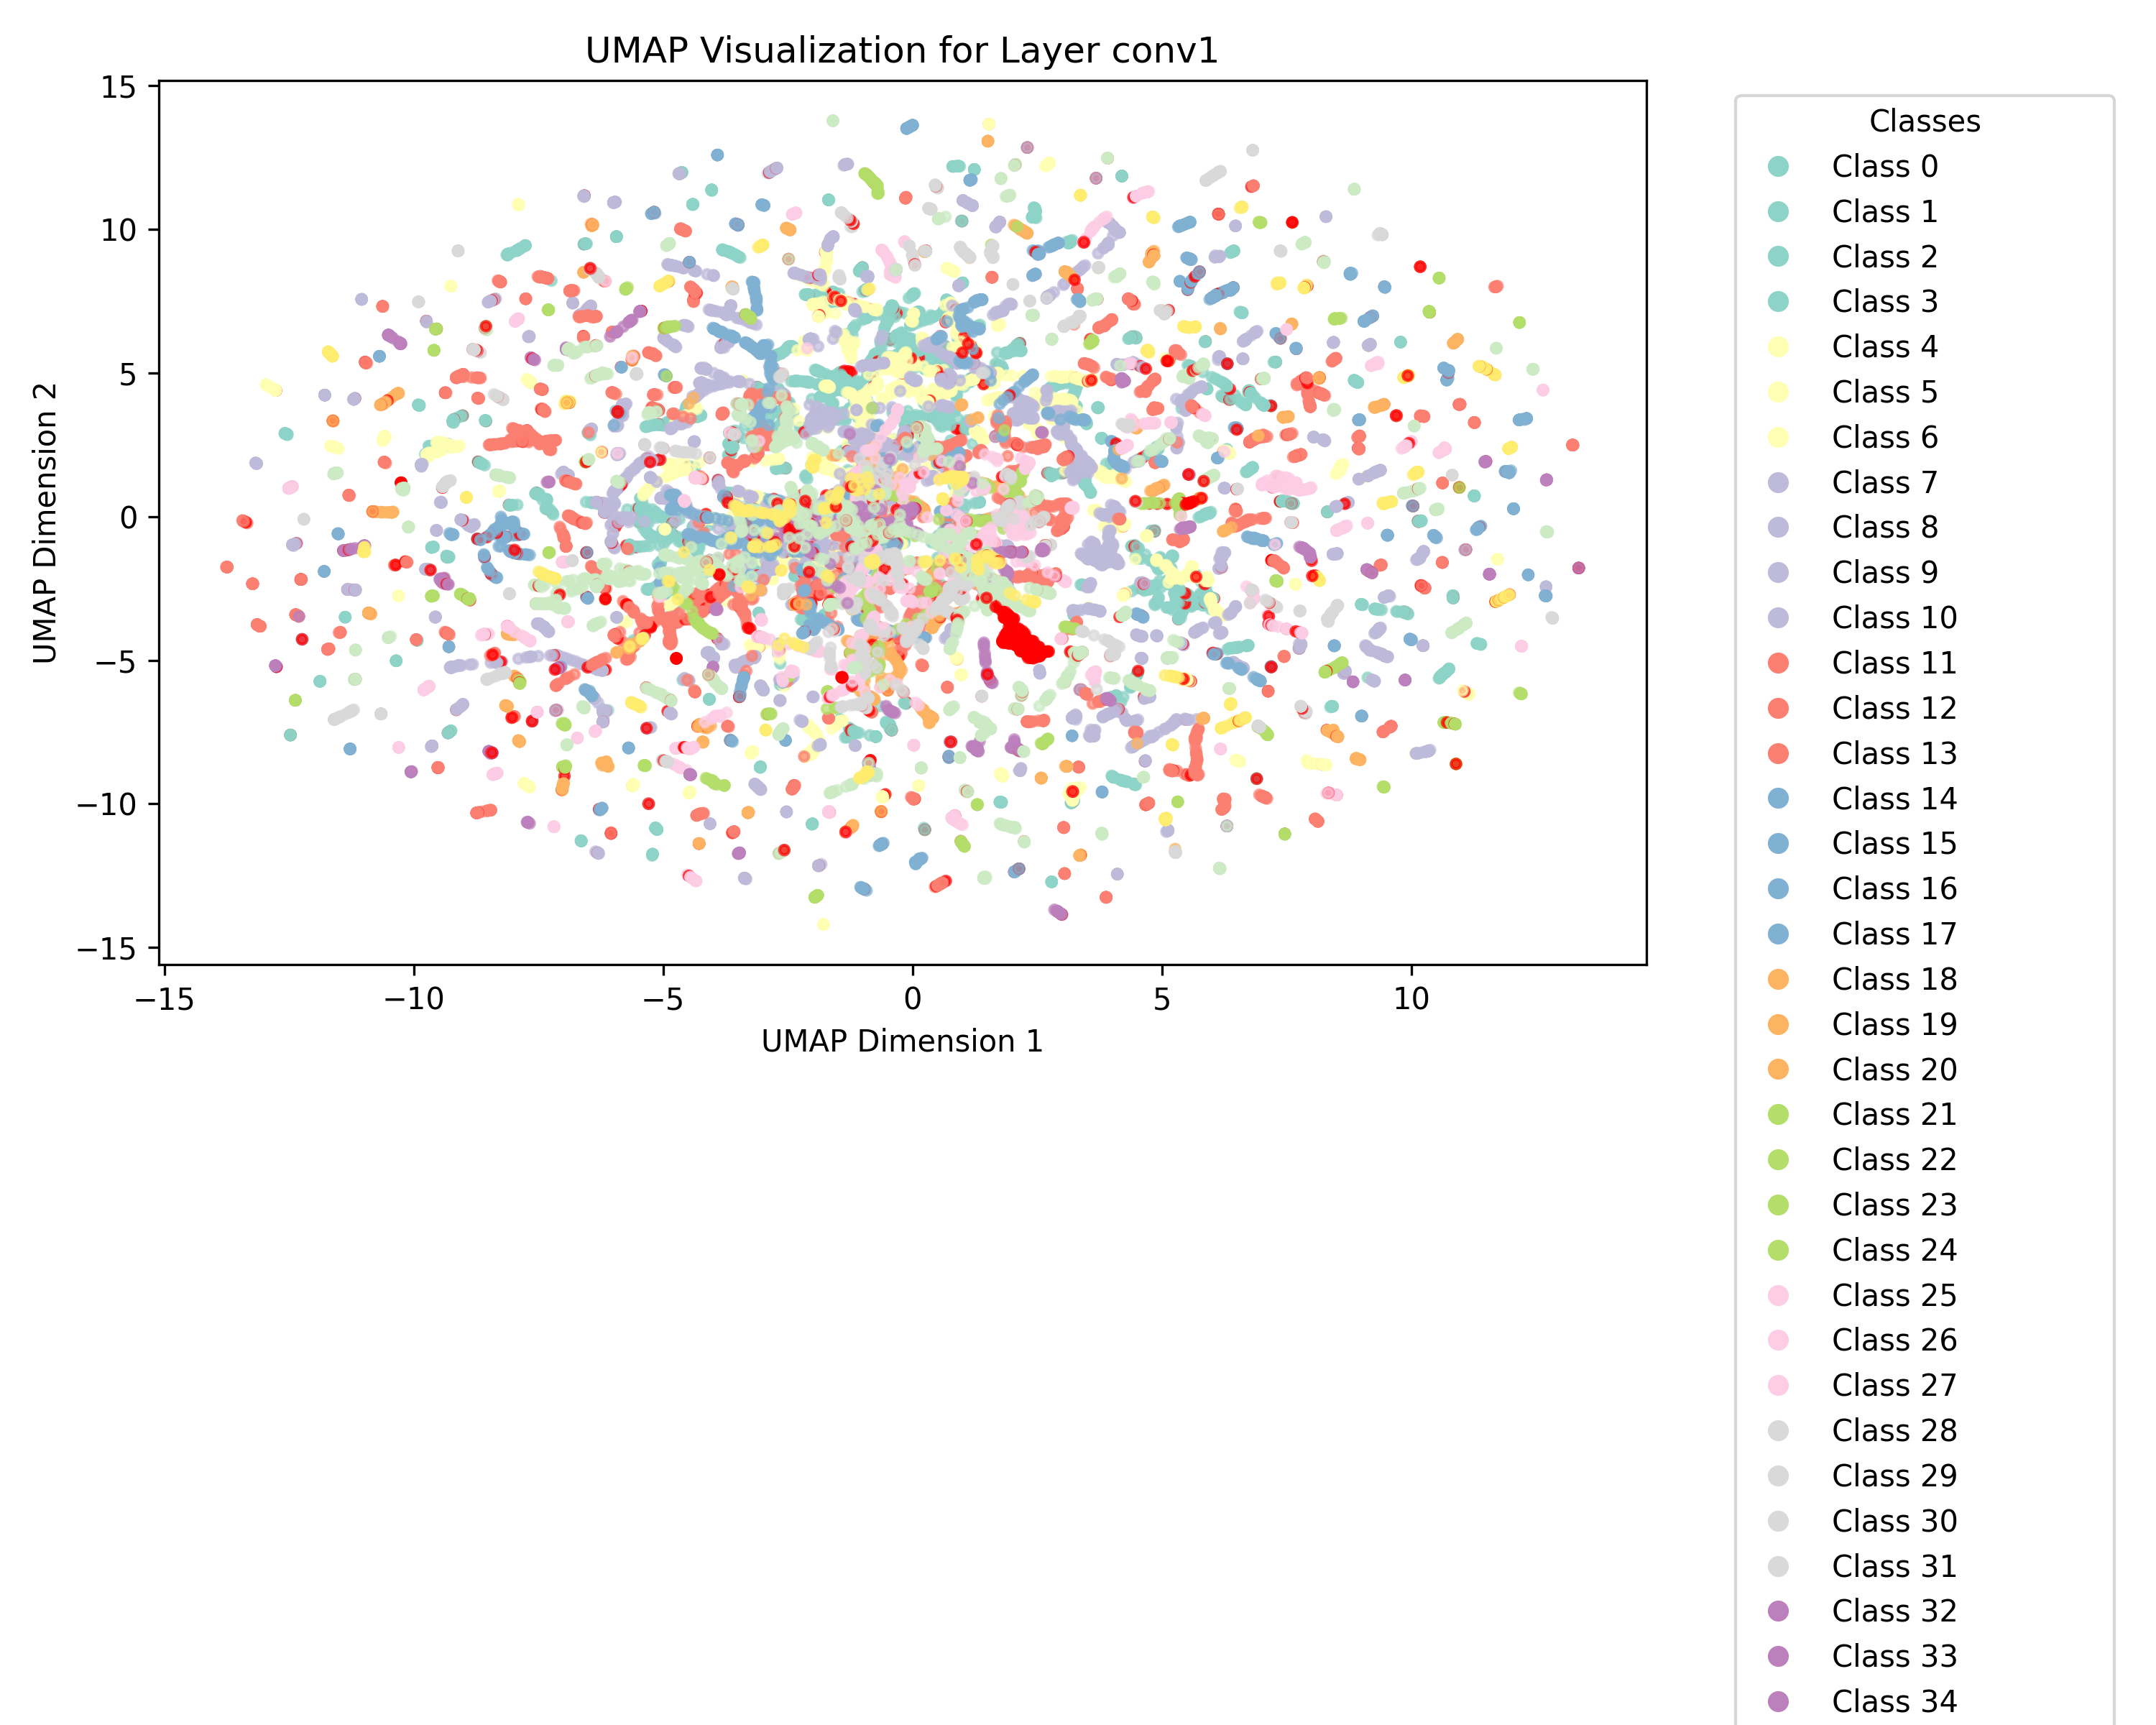 UMAP Visualization for Layer conv1
15
10
5
0
−5
−10
−15
UMAP Dimension 2
−15
−10
−5
0
5
10
UMAP Dimension 1
Classes
Class 0
Class 1
Class 2
Class 3
Class 4
Class 5
Class 6
Class 7
Class 8
Class 9
Class 10
Class 11
Class 12
Class 13
Class 14
Class 15
Class 16
Class 17
Class 18
Class 19
Class 20
Class 21
Class 22
Class 23
Class 24
Class 25
Class 26
Class 27
Class 28
Class 29
Class 30
Class 31
Class 32
Class 33
Class 34